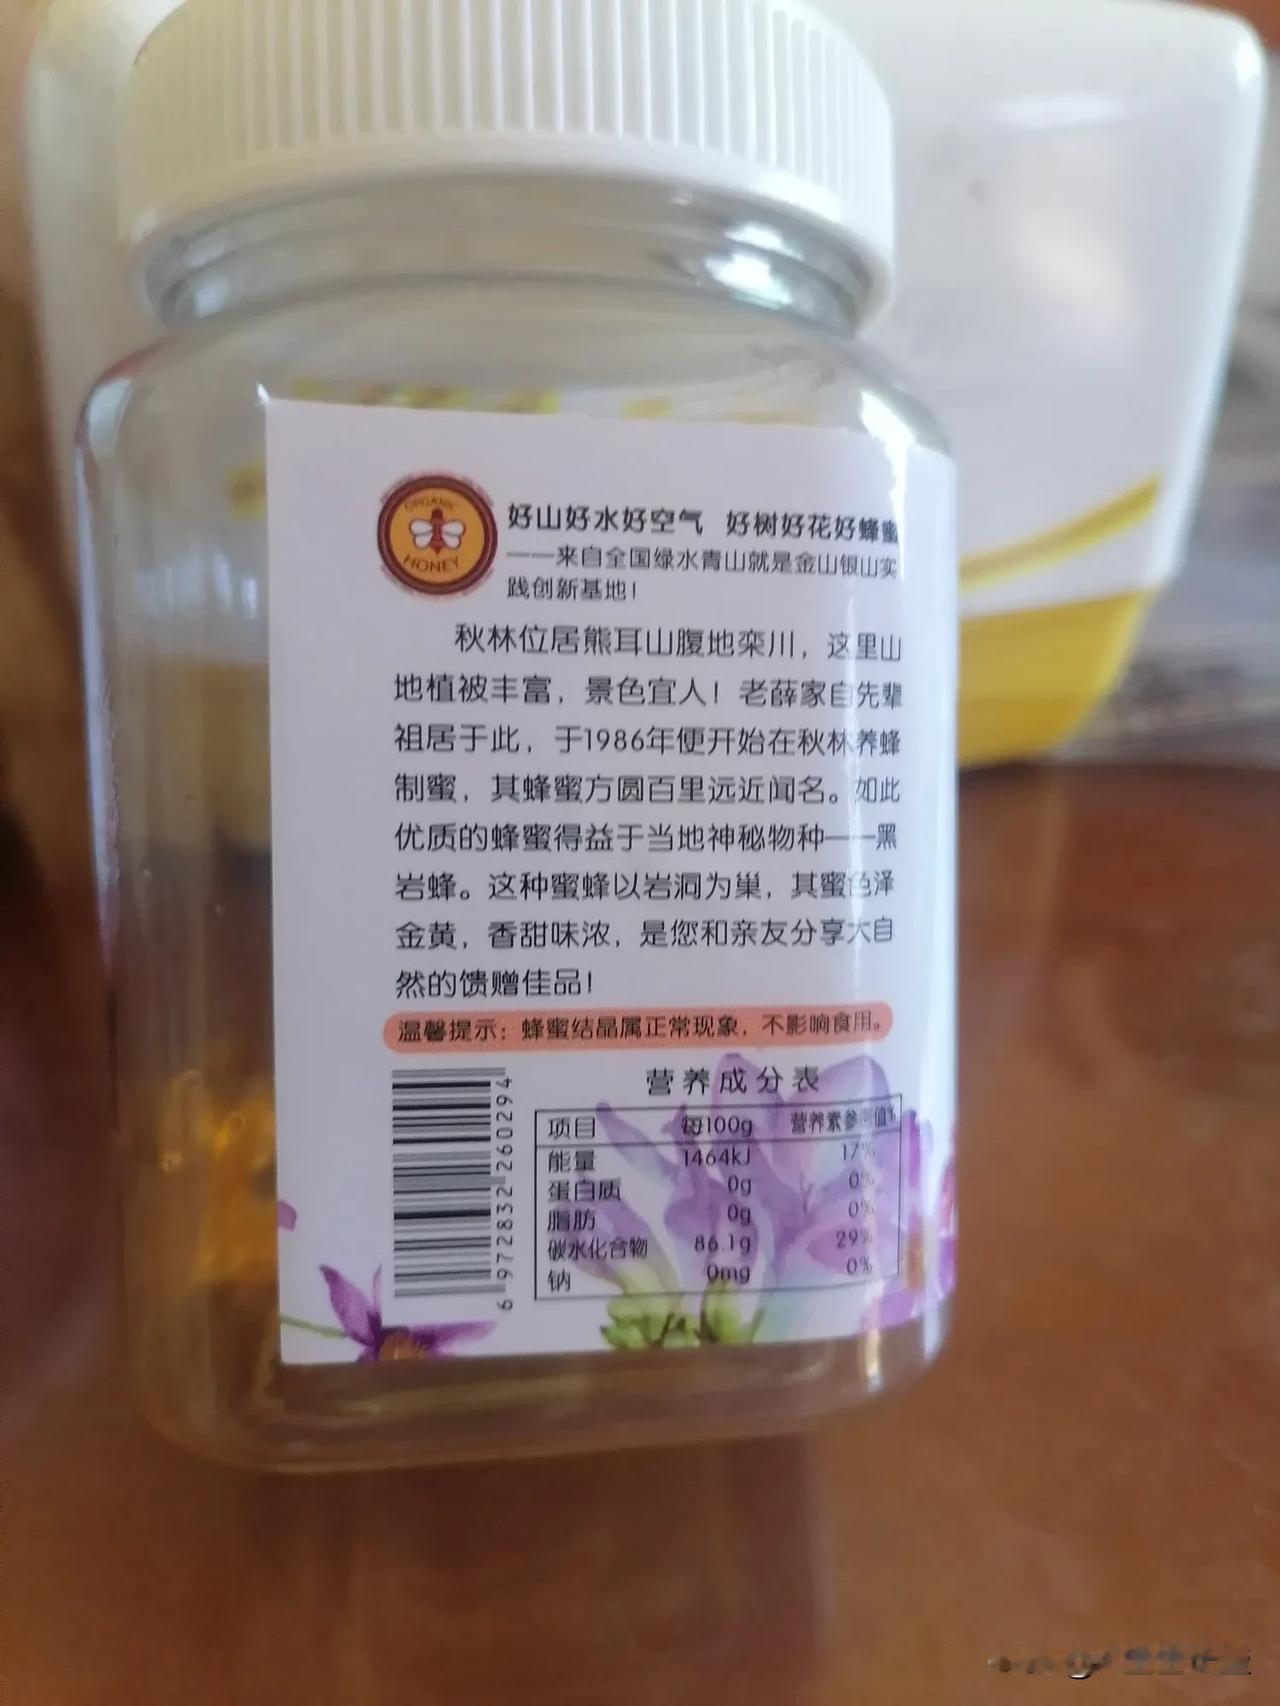 ORGANIC
HONEY
好山好水好空气 好树好花好蜂蜜
——来自全国绿水青山就是金山银山实
践创新基地！
秋林位居熊耳山腹地栾川，这里山
地植被丰富，景色宜人！老薛家自先辈
祖居于此，于1986年便开始在秋林养蜂
制蜜，其蜂蜜方圆百里远近闻名。如此
优质的蜂蜜得益于当地神秘物种——黑
岩蜂。这种蜜蜂以岩洞为巢，其蜜色泽
金黄，香甜味浓，是您和亲友分享大自
然的馈赠佳品！
温馨提示：蜂蜜结晶属正常现象，不影响食用。
6 972832 260294
营养成分表
项目 每100g 营养素参考值%
能量 1464kJ 17%
蛋白质 0g 0%
脂肪 0g 0%
碳水化合物 86.1g 29%
钠 0mg 0%